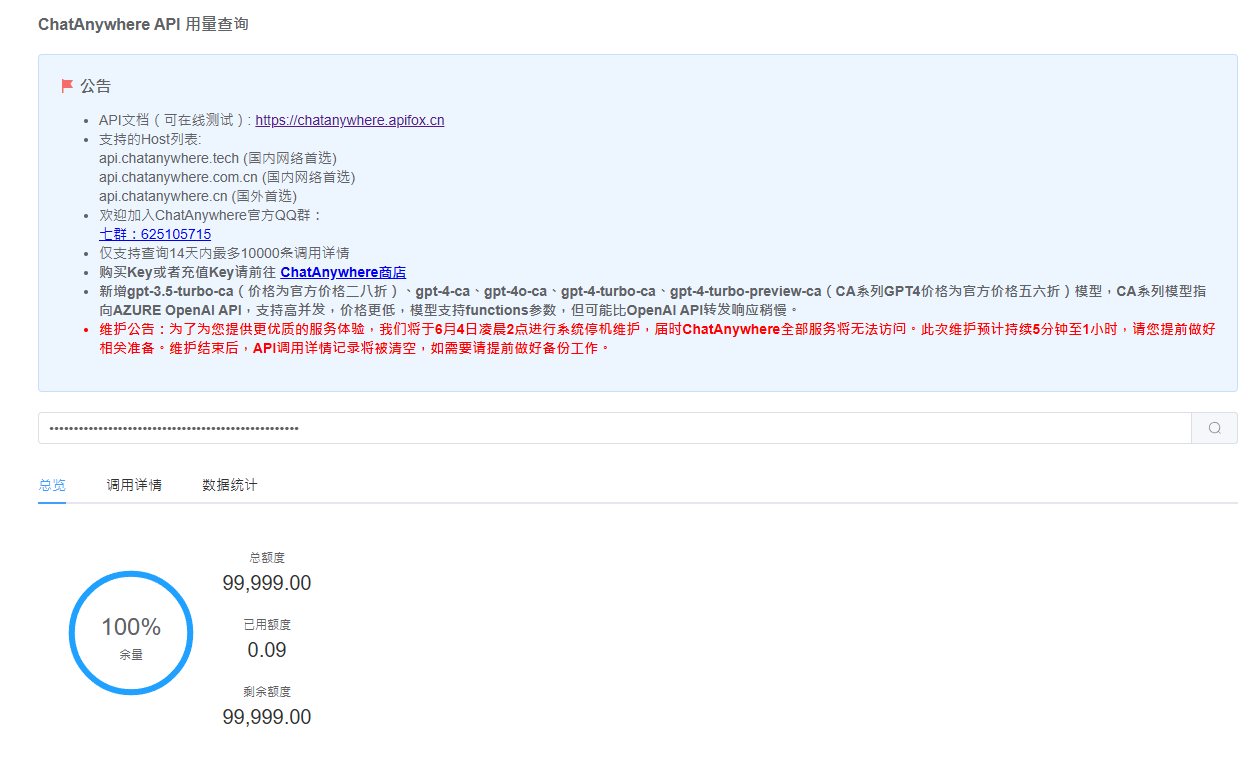 ChatAnywhere API 用量查询
公告
API文档（可在线测试）: https://chatanywhere.apifox.cn
支持的Host列表:
api.chatanywhere.tech (国内网络首选)
api.chatanywhere.com.cn (国内网络首选)
api.chatanywhere.cn (国外首选)
欢迎加入ChatAnywhere官方QQ群：
七群：625105715
仅支持查询14天内最多10000条调用详情
购买Key或者充值Key请前往 ChatAnywhere商店
新增gpt-3.5-turbo-ca（价格为官方价格二八折）、gpt-4-ca、gpt-4o-ca、gpt-4-turbo-ca、gpt-4-turbo-preview-ca（CA系列GPT4价格为官方价格五六折）模型，CA系列模型指
向AZURE OpenAI API，支持高并发，价格更低，模型支持functions参数，但可能比OpenAI API转发响应稍慢。
维护公告：为了为您提供更优质的服务体验，我们将于6月4日凌晨2点进行系统停机维护，届时ChatAnywhere全部服务将无法访问。此次维护预计持续5分钟至1小时，请您提前做好
相关准备。维护结束后，API调用详情记录将被清空，如需要请提前做好备份工作。
••••••••••••••••••••••••••••••••••••••••••••••••••
总览 调用详情 数据统计
总额度
99,999.00
100%
余量
已用额度
0.09
剩余额度
99,999.00